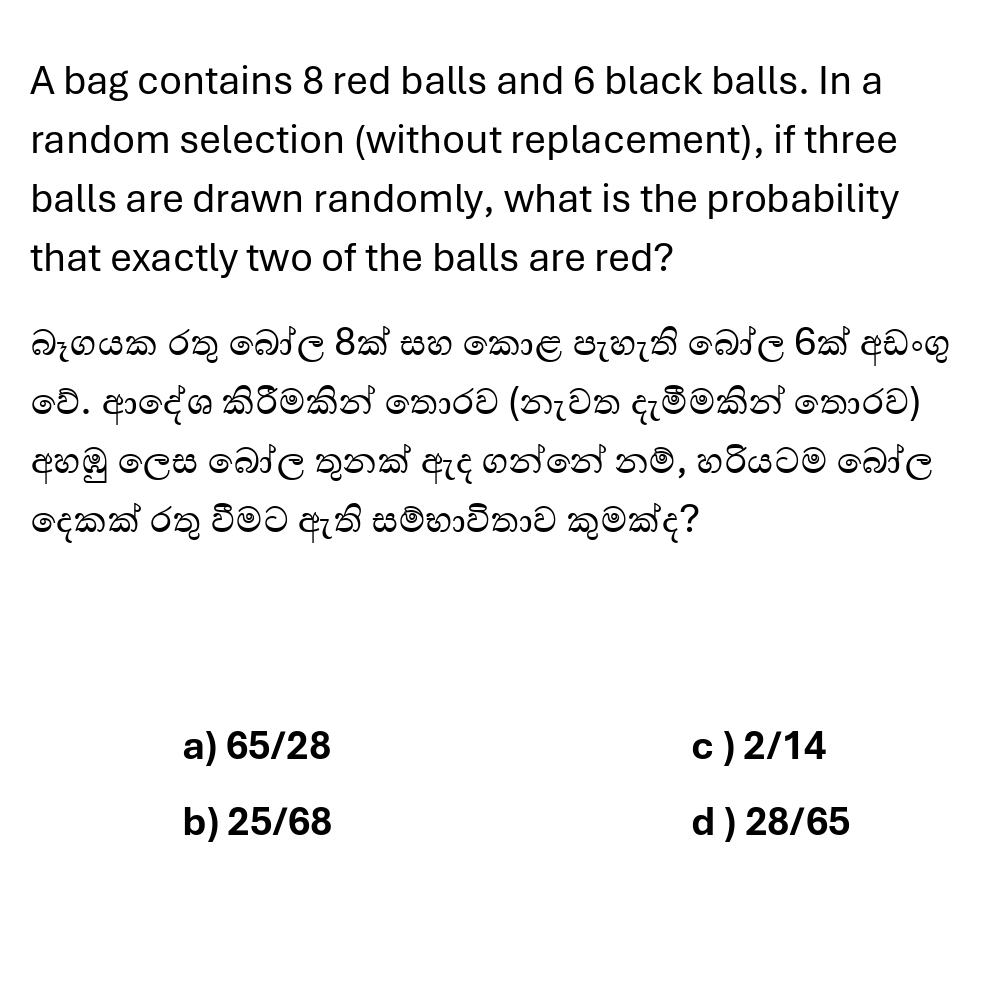 A bag contains 8 red balls and 6 black balls. In a
random selection (without replacement), if three
balls are drawn randomly, what is the probability
that exactly two of the balls are red?
බෑගයක රතු බෝල 8ක් සහ කොළ පැහැති බෝල 6ක් අඩංගු
වේ. ආදේශ කිරීමකින් තොරව (නැවත දැමීමකින් තොරව)
අහඹු ලෙස බෝල තුනක් ඇද ගන්නේ නම්, හරියටම බෝල
දෙකක් රතු වීමට ඇති සම්භාවිතාව කුමක්ද?
a) 65/28
c ) 2/14
b) 25/68
d ) 28/65